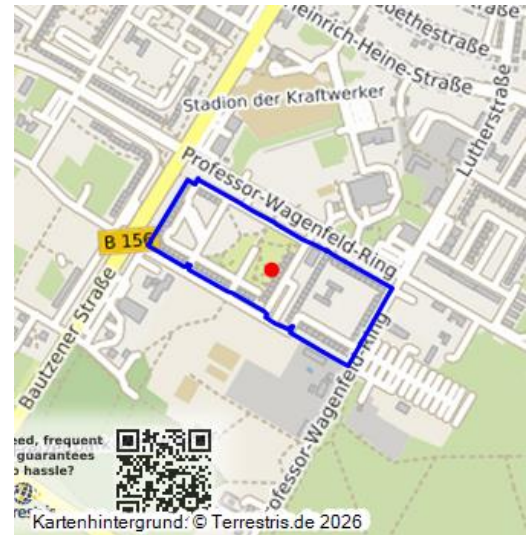 oethestraße
Heinrich-Heine-Straße
Stadion der Kraftwerker
Lutherstraße
Professor-Wagenfeld-Ring
B 156
Bautzener Straße
Professor-Wagenfeld-Ring
eed, frequent
guarantees
o hassle?
Kartenhintergrund: © Terrestris.de 2026